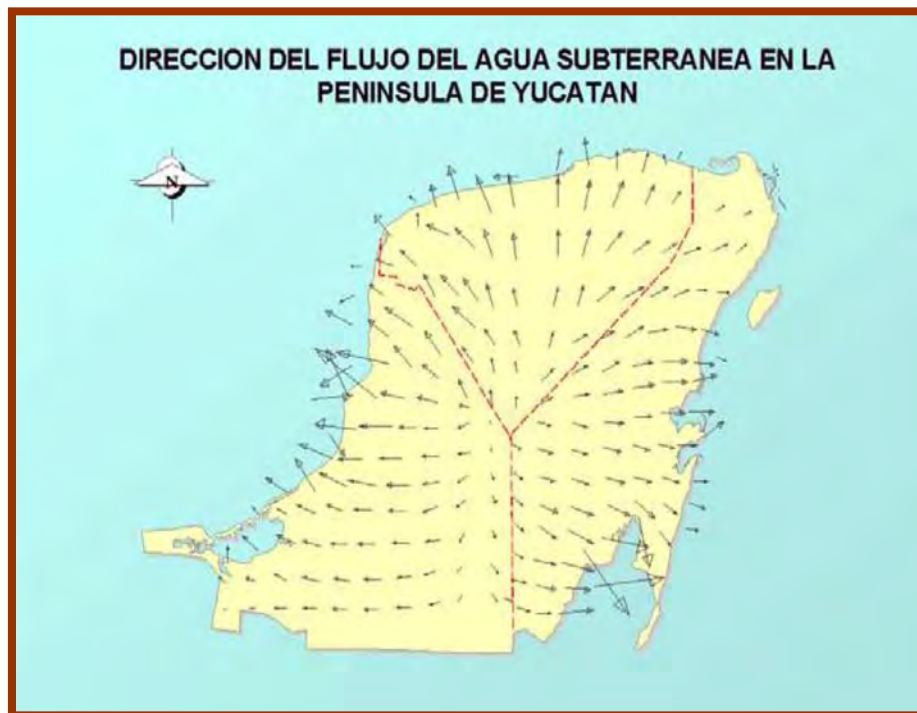 DIRECCION DEL FLUJO DEL AGUA SUBTERRANEA EN LA
PENINSULA DE YUCATAN
N